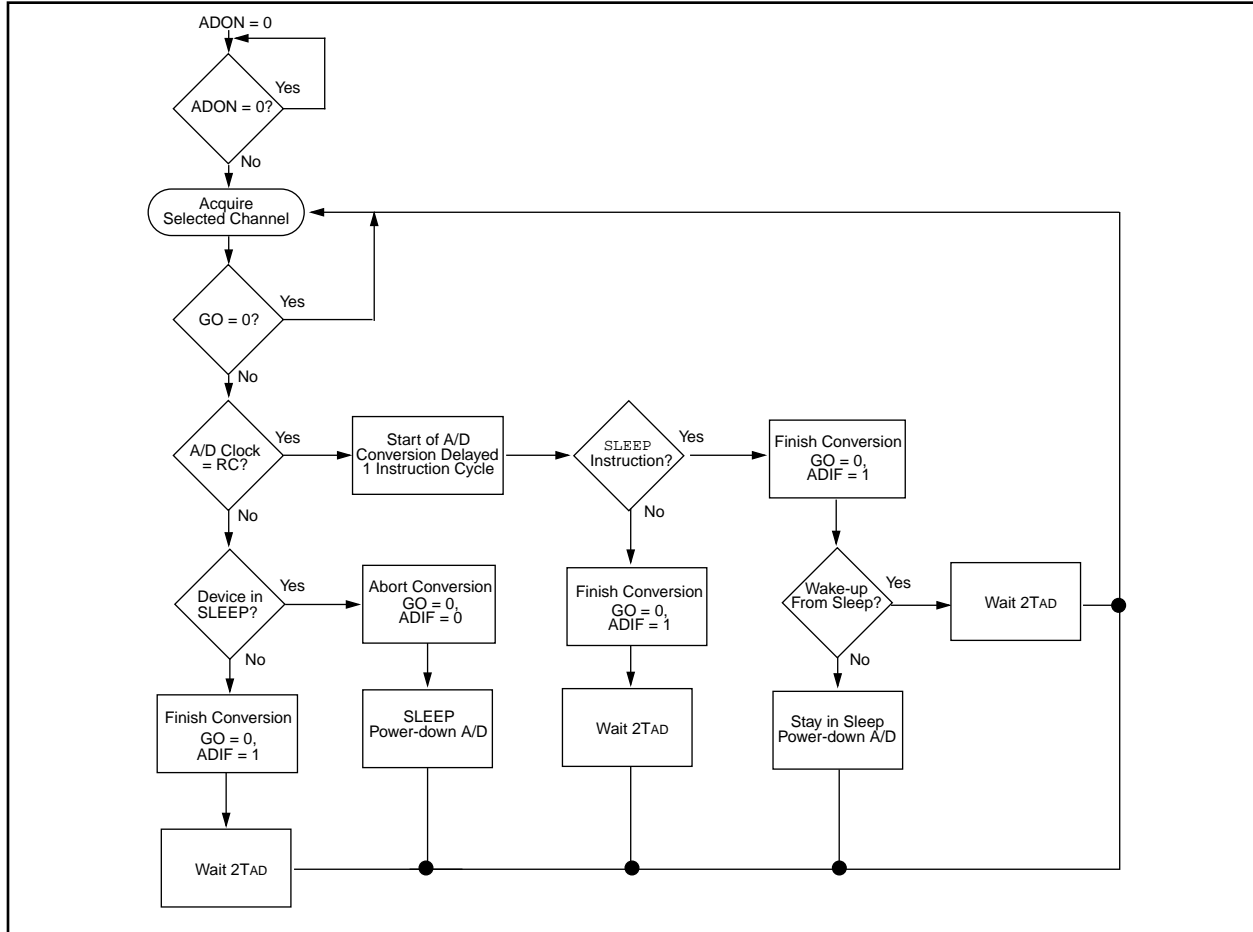 ADON = 0
ADON = 0?
Yes
No
Acquire
Selected Channel
GO = 0?
Yes
No
A/D Clock
= RC?
Yes
No
Start of A/D
Conversion Delayed
1 Instruction Cycle
SLEEP
Instruction?
Yes
No
Finish Conversion
GO = 0,
ADIF = 1
Device in
SLEEP?
Yes
No
Abort Conversion
GO = 0,
ADIF = 0
Finish Conversion
GO = 0,
ADIF = 1
Wake-up
From Sleep?
Yes
No
Wait 2TAD
Finish Conversion
GO = 0,
ADIF = 1
SLEEP
Power-down A/D
Wait 2TAD
Stay in Sleep
Power-down A/D
Wait 2TAD